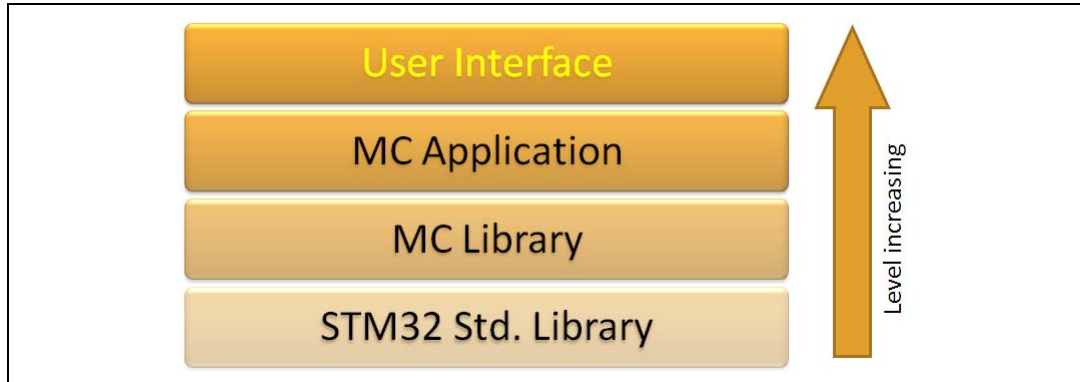 User Interface
MC Application
MC Library
STM32 Std. Library
Level increasing